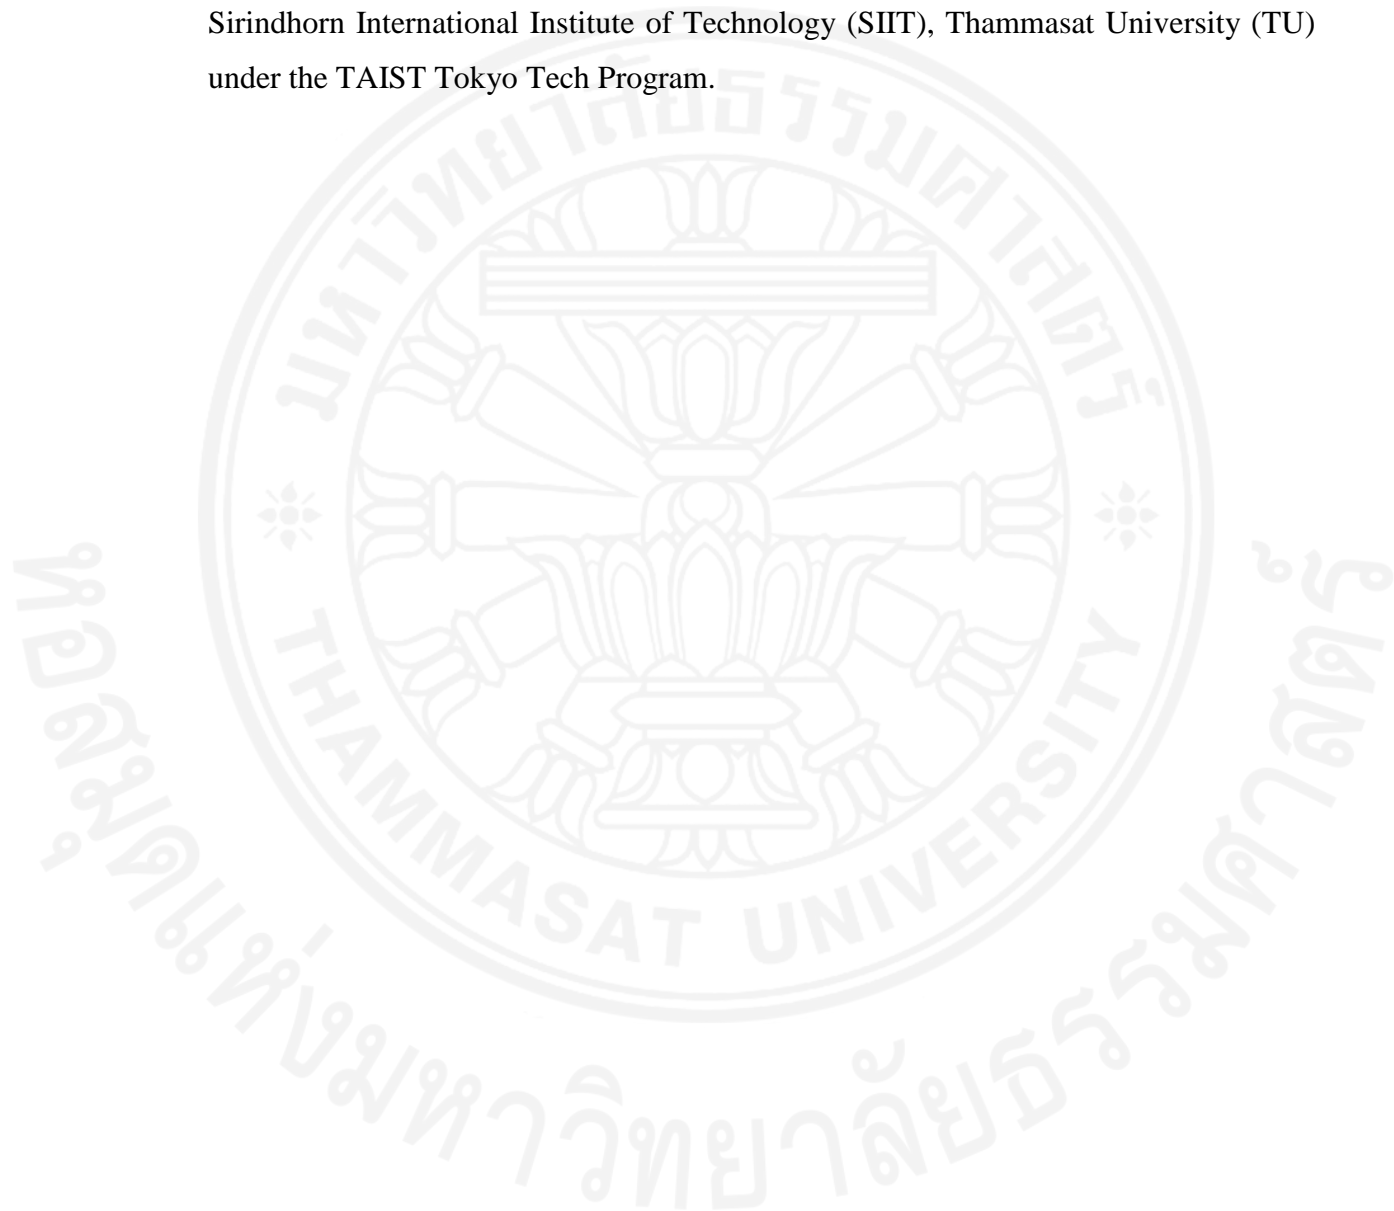 Sirindhorn International Institute of Technology (SIIT), Thammasat University (TU)
under the TAIST Tokyo Tech Program.
มหาวิทยาลัยธรรมศาสตร์
THAMMASAT UNIVERSITY
หอสมุดแห่งมหาวิทยาลัยธรรมศาสตร์